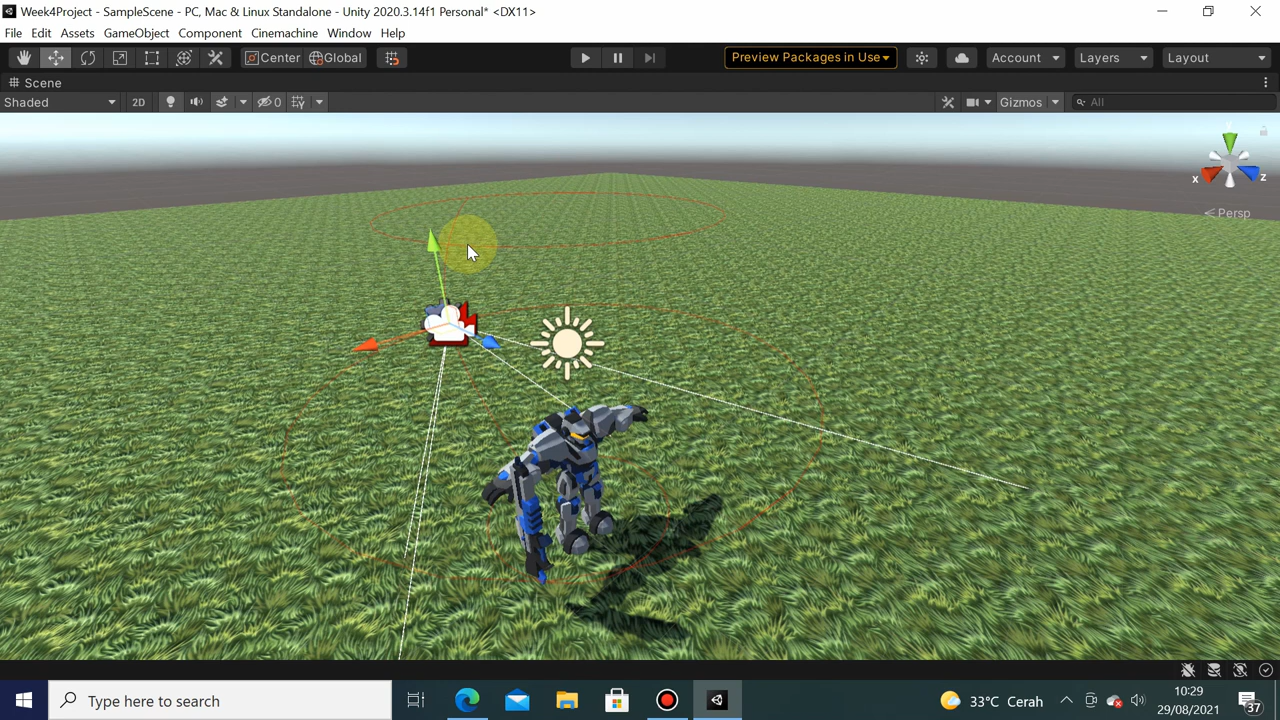 Week4Project - SampleScene - PC, Mac & Linux Standalone - Unity 2020.3.14f1 Personal* <DX11>
File Edit Assets GameObject Component Cinemachine Window Help
Center Global Preview Packages in Use Account Layers Layout
Scene
Shaded 2D 0 Gizmos All
y
x z
Persp
Type here to search 33°C Cerah 10:29
29/08/2021 37